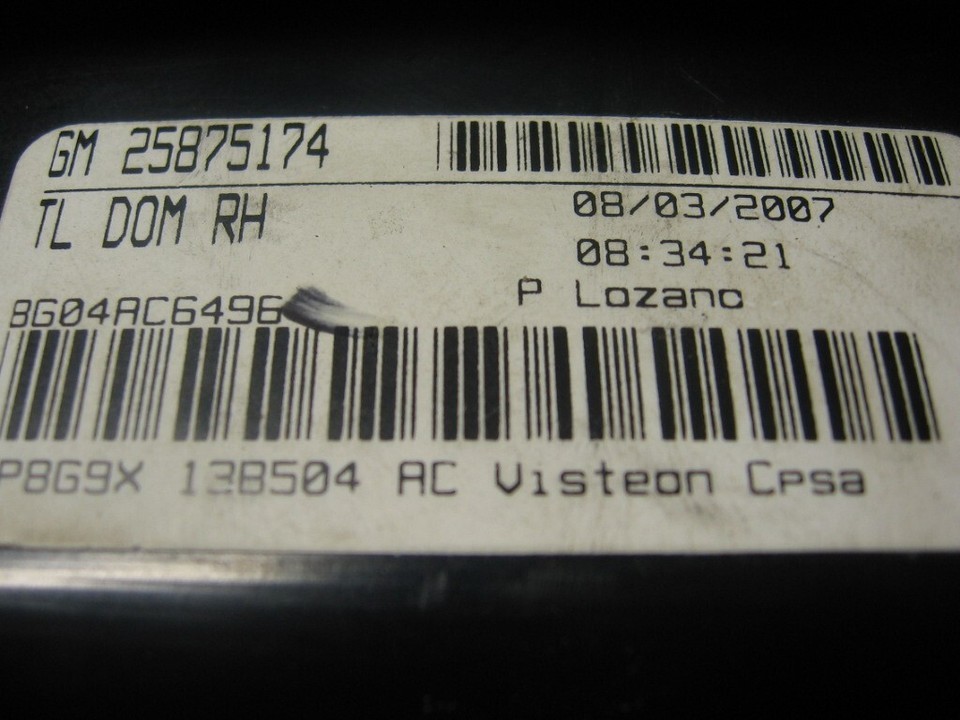 GM 25875174
TL DOM RH
08/03/2007
08:34:21
P Lozano
8G04AC6496
P8G9X 13B504 AC Visteon Cpsa